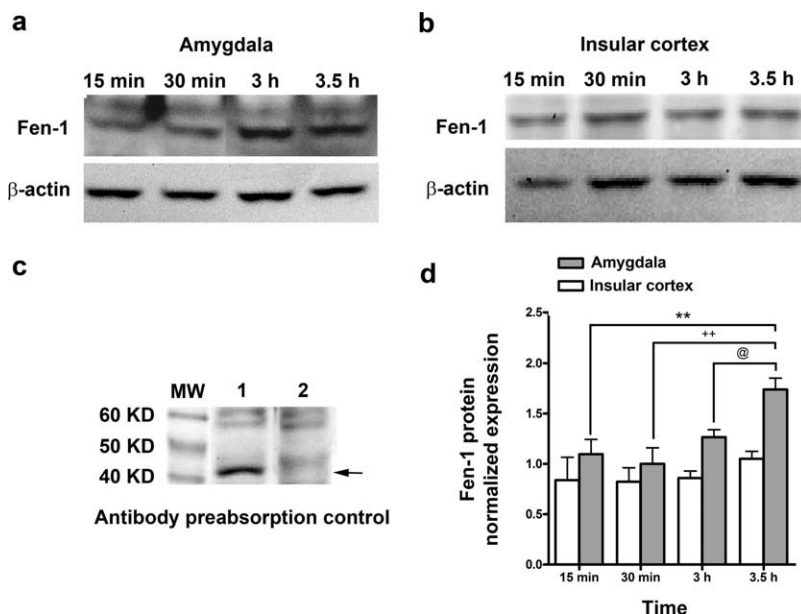 a
Amygdala
15 min 30 min 3 h 3.5 h
Fen-1
β-actin
b
Insular cortex
15 min 30 min 3 h 3.5 h
Fen-1
β-actin
c
MW 1 2
60 KD
50 KD
40 KD
Antibody preabsorption control
d
Amygdala
Insular cortex
Fen-1 protein
normalized expression
2.5
2.0
1.5
1.0
0.5
0.0
**
++
@
15 min 30 min 3 h 3.5 h
Time